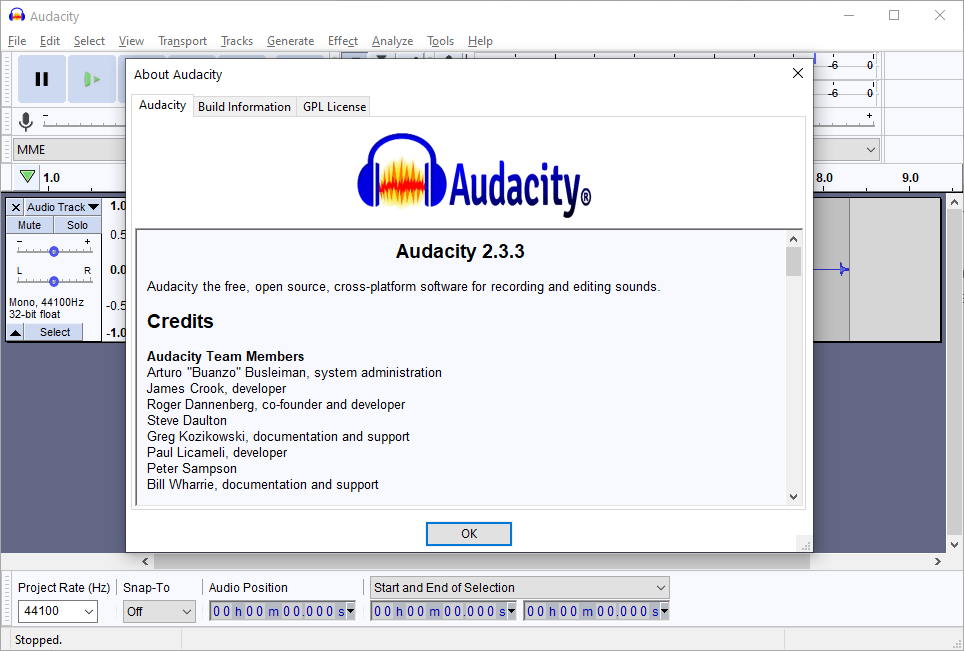 Audacity
File Edit Select View Transport Tracks Generate Effect Analyze Tools Help
About Audacity
-6 0
Audacity Build Information GPL License
-6 0
MME
Audacity®
1.0 8.0 9.0
Audio Track
Mute Solo
- +
L R
Mono, 44100Hz
32-bit float
Select
1.0
0.5
0.0
-0.5
-1.0
Audacity 2.3.3
Audacity the free, open source, cross-platform software for recording and editing sounds.
Credits
Audacity Team Members
Arturo "Buanzo" Busleiman, system administration
James Crook, developer
Roger Dannenberg, co-founder and developer
Steve Daulton
Greg Kozikowski, documentation and support
Paul Licameli, developer
Peter Sampson
Bill Wharrie, documentation and support
OK
Project Rate (Hz) Snap-To Audio Position Start and End of Selection
44100 Off 00 h 00 m 00.000 s 00 h 00 m 00.000 s 00 h 00 m 00.000 s
Stopped.